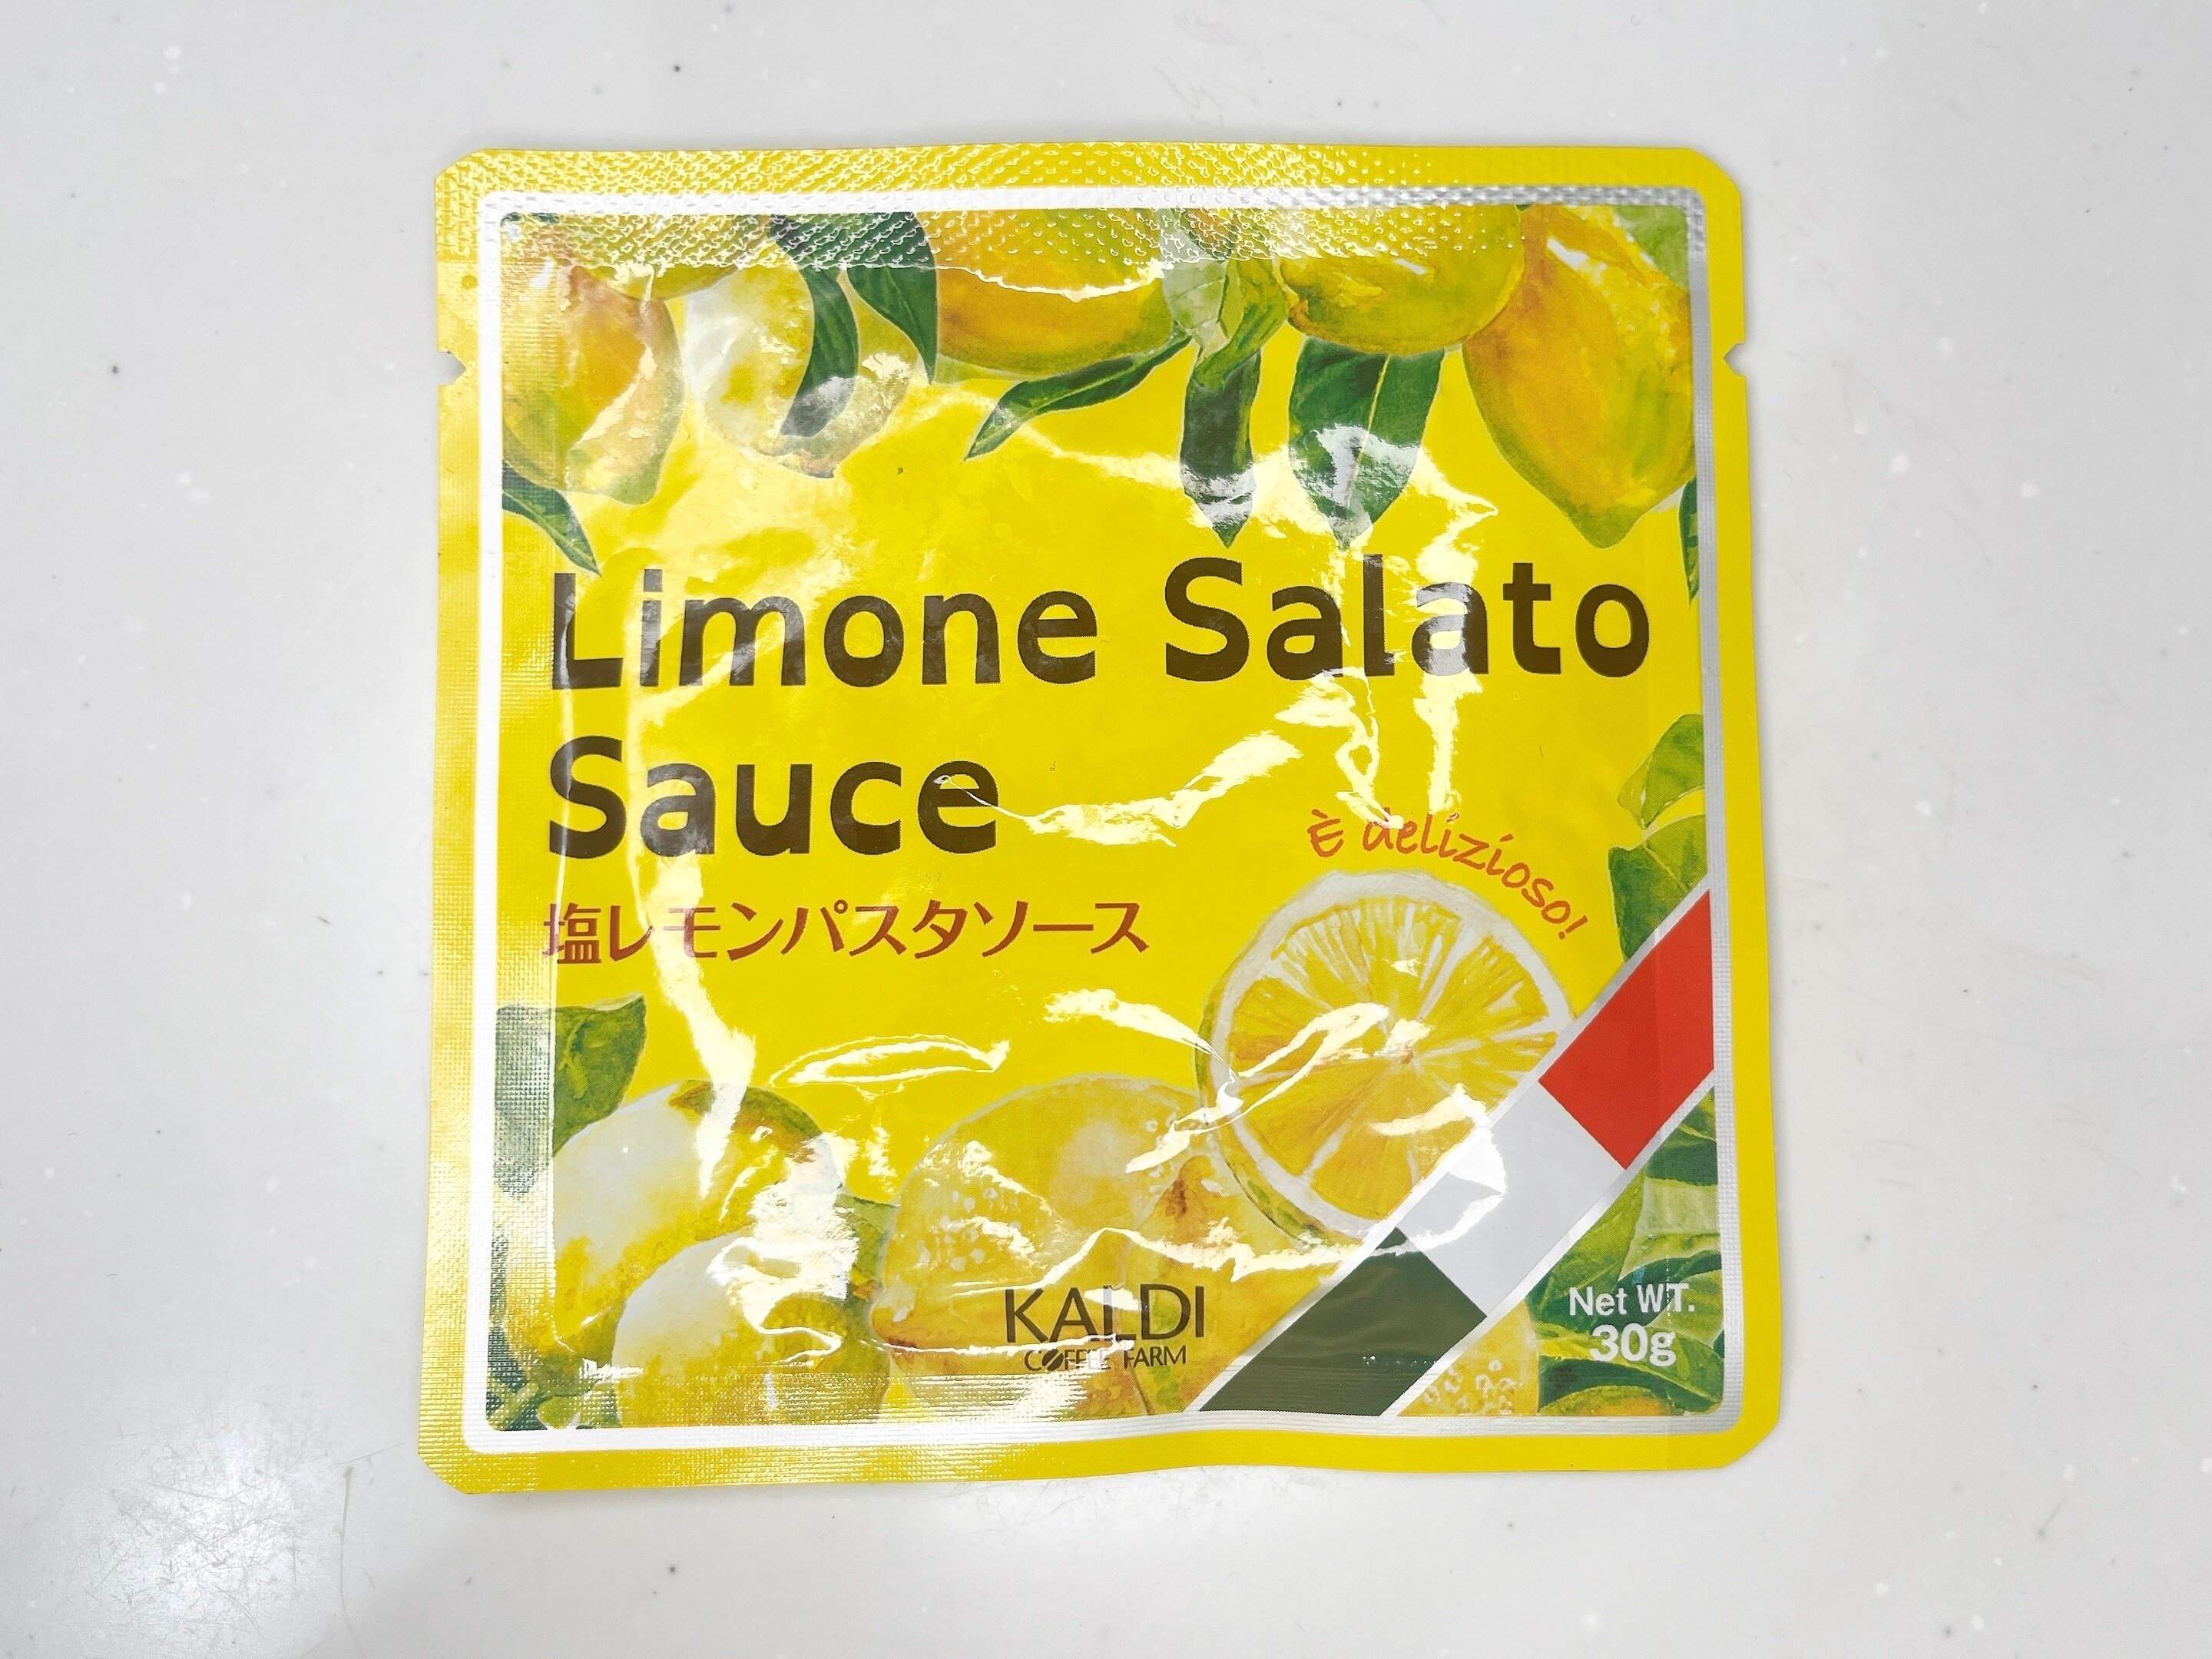 Limone Salato
Sauce
塩レモンパスタソース
È delizioso!
KALDI
COFFEE FARM
Net WT.
30g